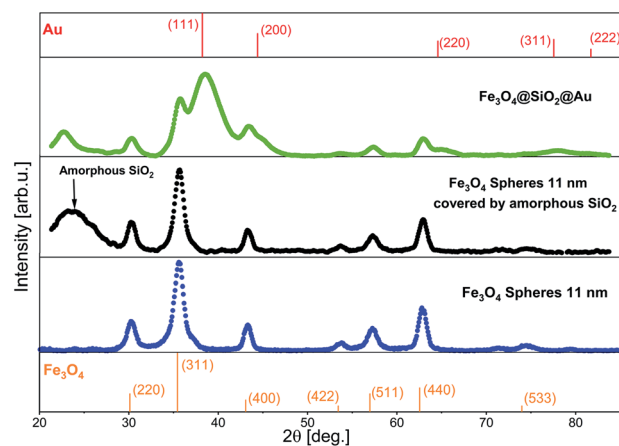 Au
(111)
(200)
(220)
(311)
(222)
Fe₃O₄@SiO₂@Au
Amorphous SiO₂
Fe₃O₄ Spheres 11 nm
covered by amorphous SiO₂
Fe₃O₄ Spheres 11 nm
Fe₃O₄
(220)
(311)
(400)
(422)
(511)
(440)
(533)
20 30 40 50 60 70 80
2θ [deg.]
Intensity [arb.u.]